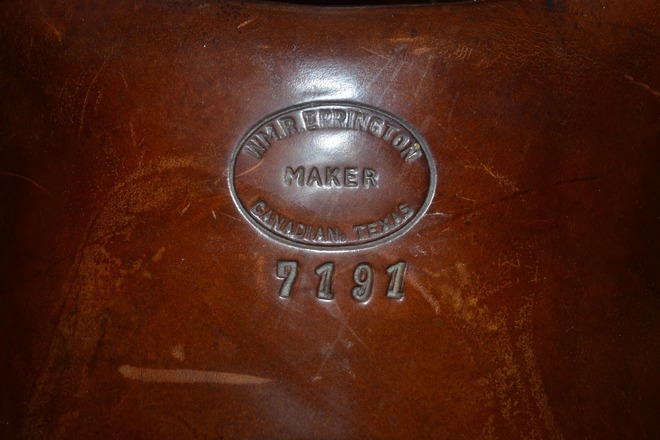 WM.R.ERRINGTON
MAKER
CANADIAN, TEXAS
7191